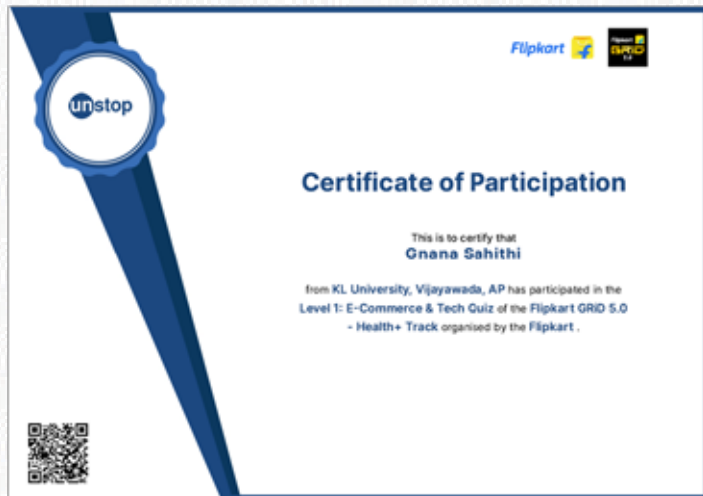 Flipkart
Flipkart
GRiD
5.0
unstop
Certificate of Participation
This is to certify that
Gnana Sahithi
from KL University, Vijayawada, AP has participated in the
Level 1: E-Commerce & Tech Quiz of the Flipkart GRiD 5.0
- Health+ Track organised by the Flipkart .